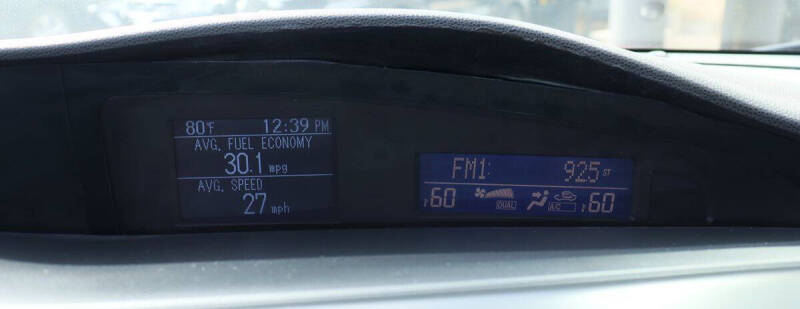 80°F 12:39 PM
AVG. FUEL ECONOMY
30.1 mpg
AVG. SPEED
27 mph
FM1: 92.5 ST
60 DUAL A/C 60